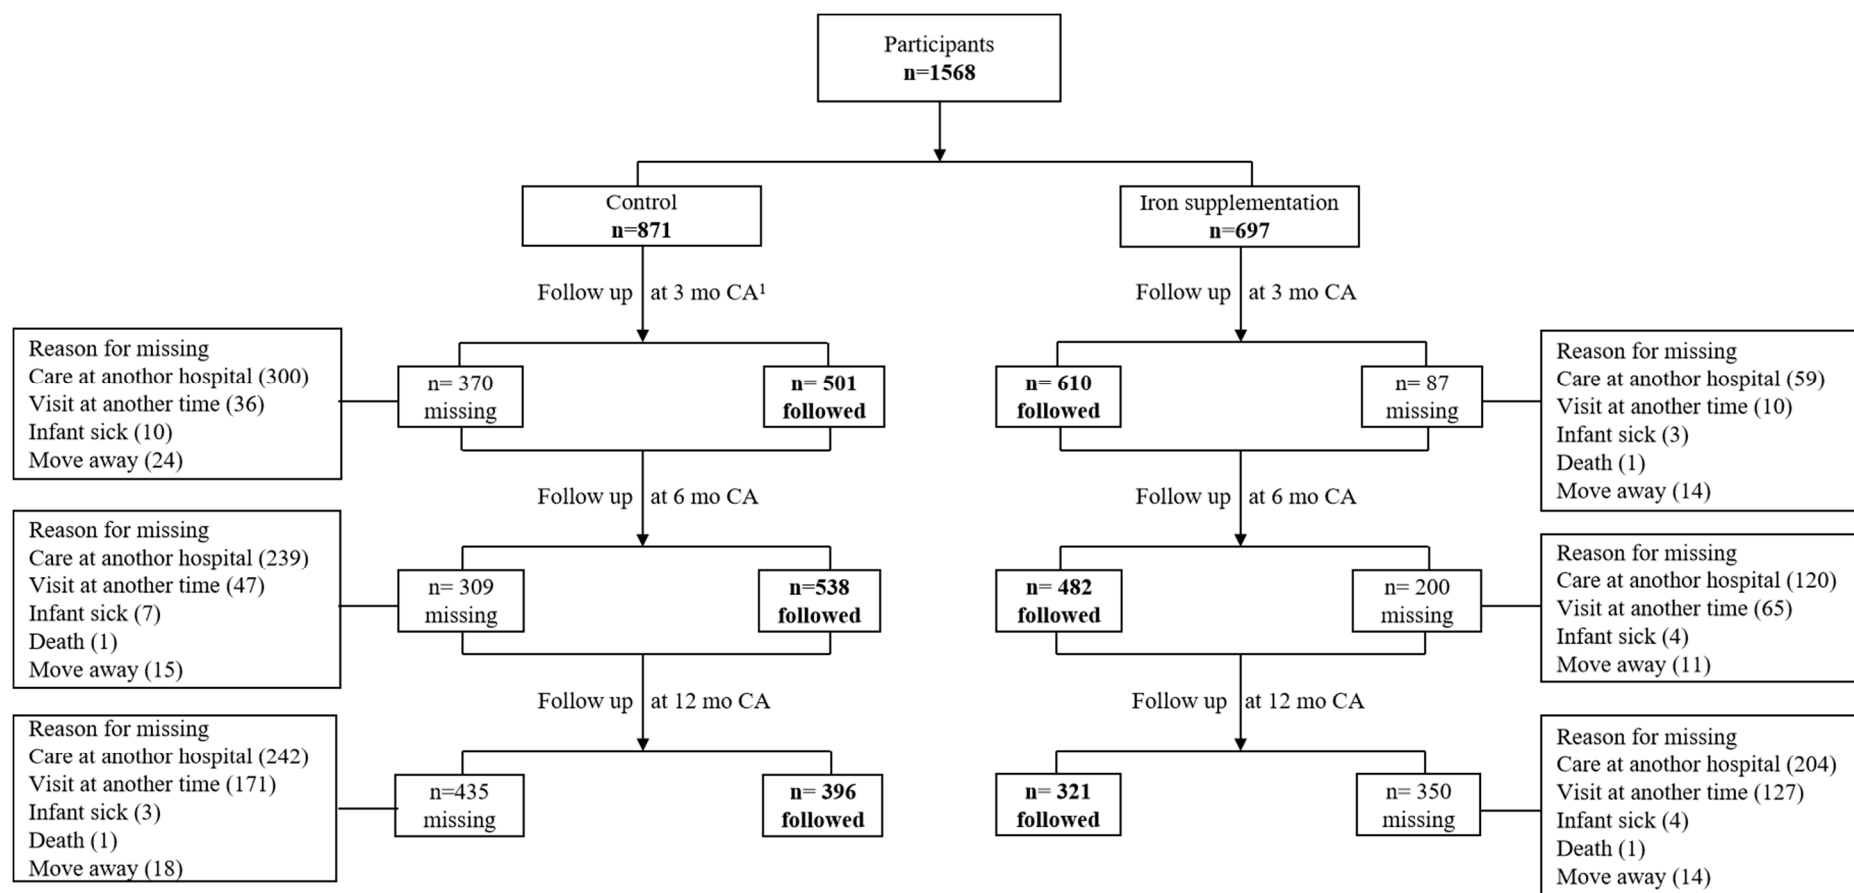 Participants
n=1568
Control
n=871
Iron supplementation
n=697
Follow up at 3 mo CA¹
Follow up at 3 mo CA
Reason for missing
Care at anothor hospital (300)
Visit at another time (36)
Infant sick (10)
Move away (24)
n= 370
missing
n= 501
followed
n= 610
followed
n= 87
missing
Reason for missing
Care at anothor hospital (59)
Visit at another time (10)
Infant sick (3)
Death (1)
Move away (14)
Follow up at 6 mo CA
Follow up at 6 mo CA
Reason for missing
Care at anothor hospital (239)
Visit at another time (47)
Infant sick (7)
Death (1)
Move away (15)
n= 309
missing
n=538
followed
n= 482
followed
n= 200
missing
Reason for missing
Care at anothor hospital (120)
Visit at another time (65)
Infant sick (4)
Move away (11)
Follow up at 12 mo CA
Follow up at 12 mo CA
Reason for missing
Care at anothor hospital (242)
Visit at another time (171)
Infant sick (3)
Death (1)
Move away (18)
n=435
missing
n= 396
followed
n= 321
followed
n= 350
missing
Reason for missing
Care at anothor hospital (204)
Visit at another time (127)
Infant sick (4)
Death (1)
Move away (14)